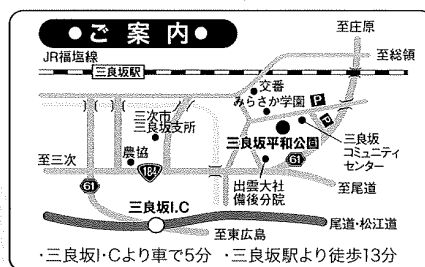 ●ご案内●
至庄原
至総領
JR福塩線
三良坂駅
交番
みらさか学園
P
P
三次市
三良坂支所
三良坂平和公園
三良坂
コミュニティ
センター
農協
至三次
184
61
61
出雲大社
備後分院
至尾道
三良坂I.C
尾道・松江道
至東広島
・三良坂I・Cより車で5分 ・三良坂駅より徒歩13分